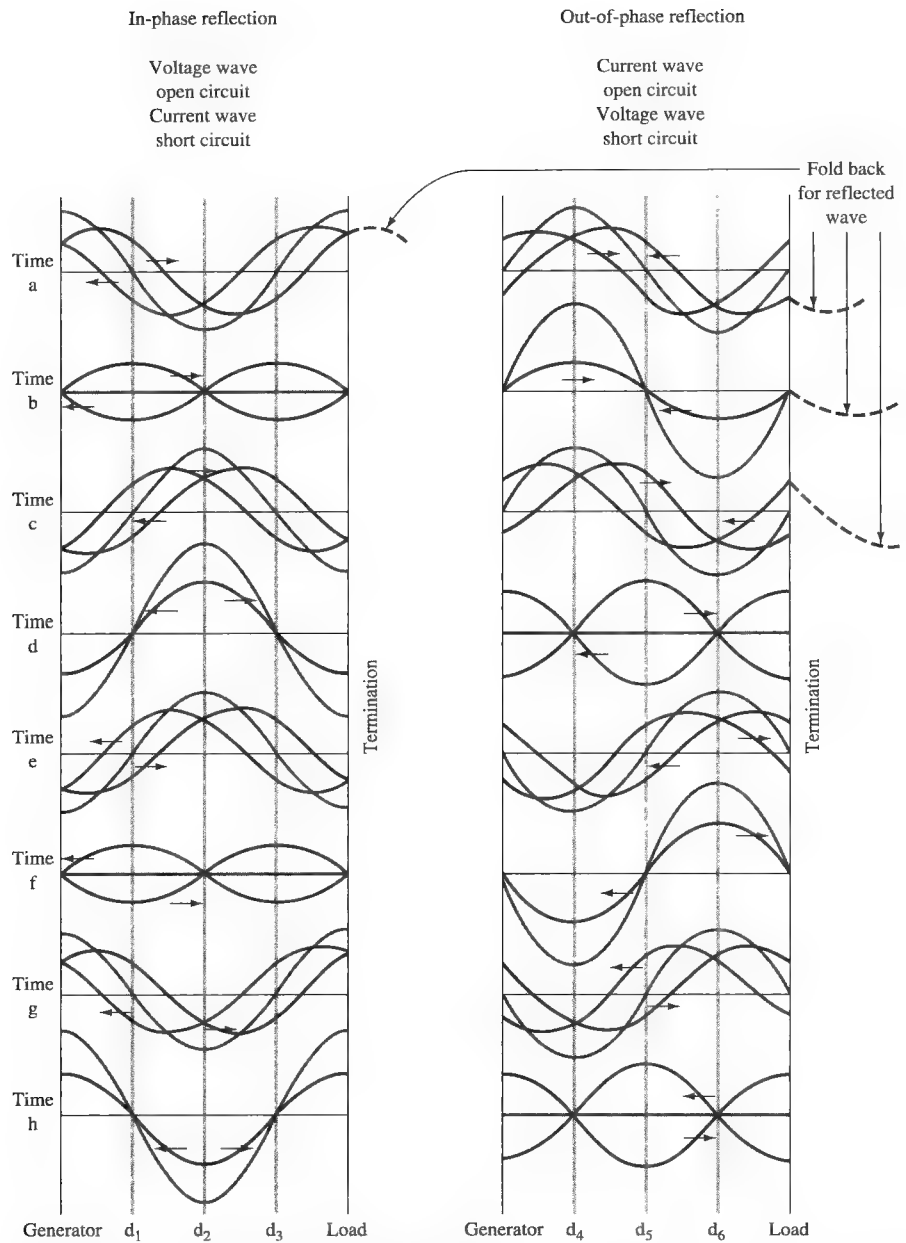 In-phase reflection
Voltage wave
open circuit
Current wave
short circuit
Out-of-phase reflection
Current wave
open circuit
Voltage wave
short circuit
Fold back
for reflected
wave
Time
a
Time
b
Time
c
Time
d
Time
e
Time
f
Time
g
Time
h
Termination
Termination
Generator d₁ d₂ d₃ Load
Generator d₄ d₅ d₆ Load